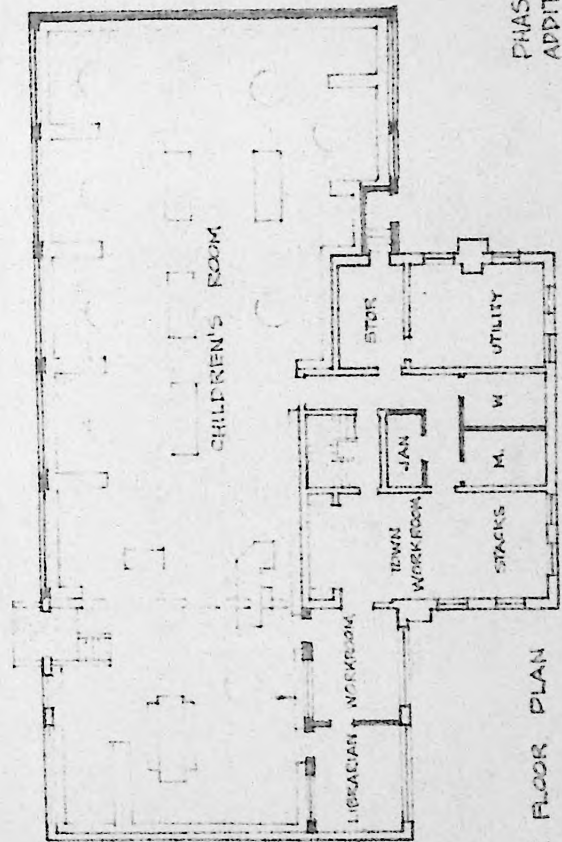 PHAS
ADDIT
CHILDREN'S ROOM
STOR
UTILITY
JAN
W.
M.
TOWN
WORKROOM
STACKS
LIBRARIAN WORKROOM
FLOOR PLAN